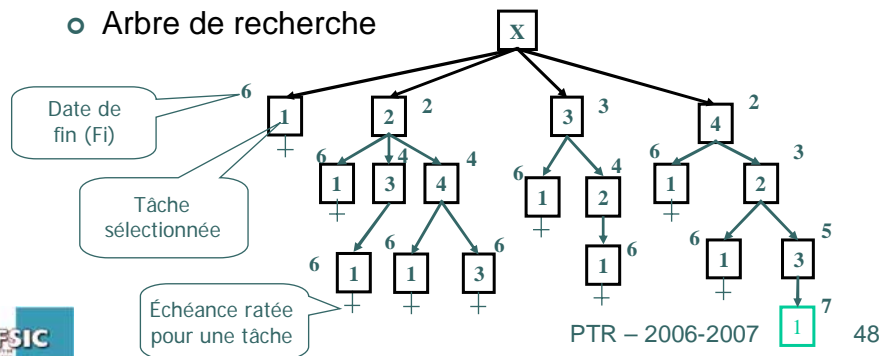 Arbre de recherche
X
6 1 2 2 3 3 4 2
Date de fin (Fi)
6 1 3 4 4 4 6 1 2 4 6 1 2 3
Tâche sélectionnée
6 1 6 1 3 6 1 6 6 1 3 5
Échéance ratée pour une tâche
1 7
FSIC
PTR – 2006-2007
48